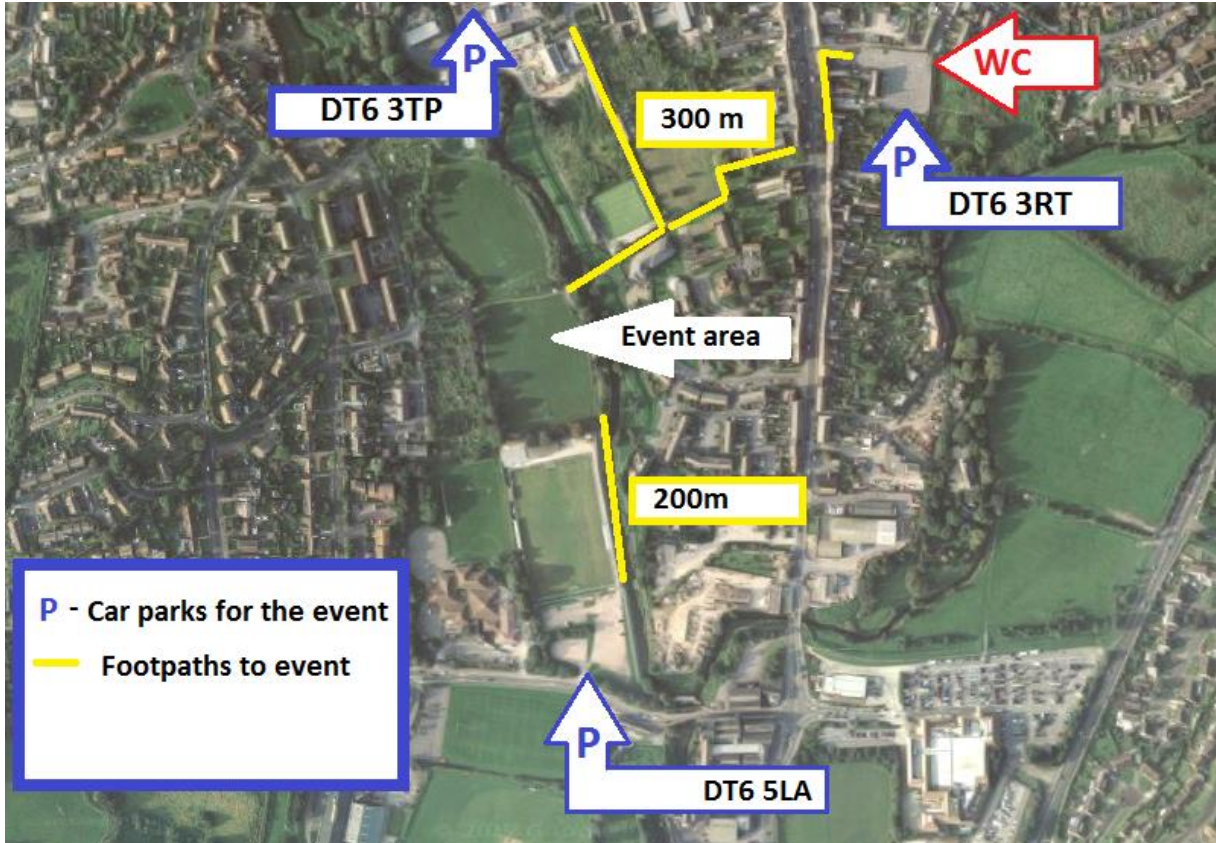 P
DT6 3TP
WC
300 m
P
DT6 3RT
Event area
200m
P - Car parks for the event
Footpaths to event
P
DT6 5LA